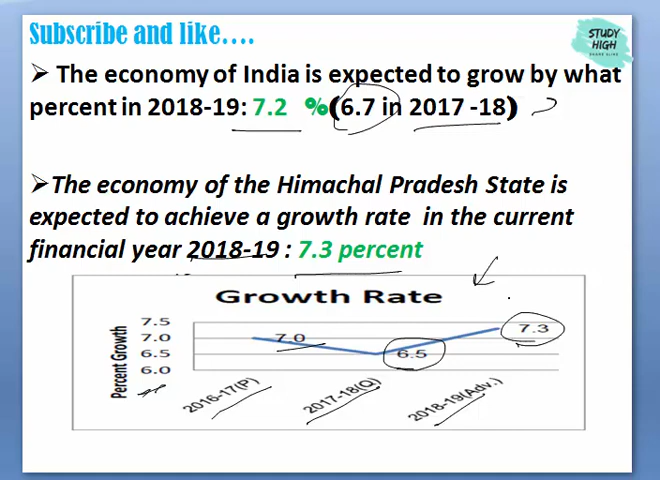 Subscribe and like....
STUDY
HIGH
➤ The economy of India is expected to grow by what
percent in 2018-19: 7.2 %(6.7 in 2017 -18)
➤The economy of the Himachal Pradesh State is
expected to achieve a growth rate in the current
financial year 2018-19 : 7.3 percent
Growth Rate
Percent Growth
7.5
7.0
6.5
6.0
7.0
6.5
7.3
2016-17(P)
2017-18(Q)
2018-19(Adv.)